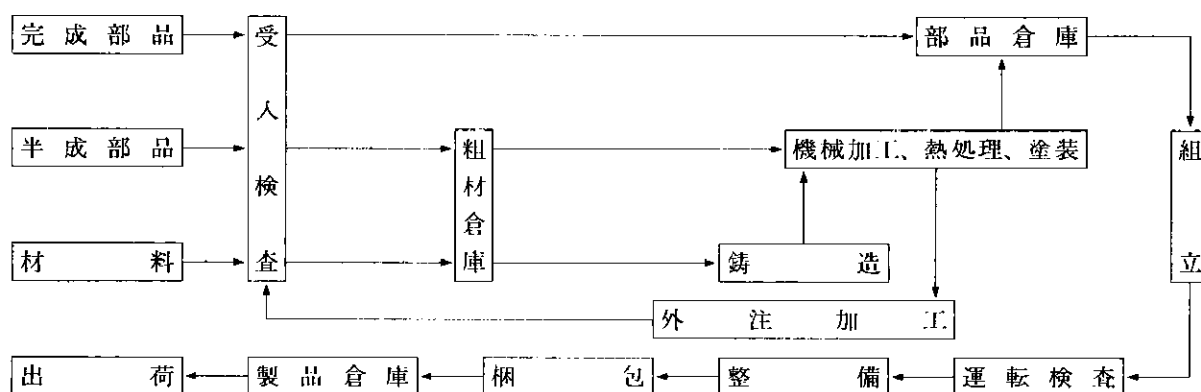 完成部品
受入検査
部品倉庫
半成部品
粗材倉庫
機械加工、熱処理、塗装
組立
材料
鋳造
外注加工
出荷
製品倉庫
梱包
整備
運転検査